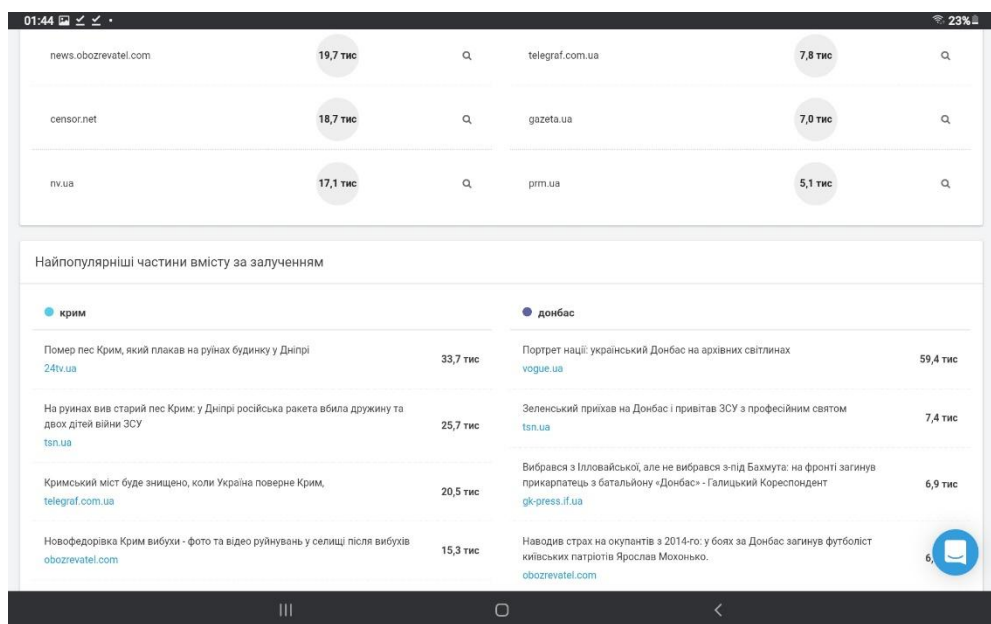 01:44
23%
news.obozrevatel.com 19,7 тис
telegraf.com.ua 7,8 тис
censor.net 18,7 тис
gazeta.ua 7,0 тис
nv.ua 17,1 тис
prm.ua 5,1 тис
Найпопулярніші частини вмісту за залученням
крим
Помер пес Крим, який плакав на руїнах будинку у Дніпрі
24tv.ua
33,7 тис
На руинах вив старий пес Крим: у Дніпрі російська ракета вбила дружину та
двох дітей війни ЗСУ
tsn.ua
25,7 тис
Кримський міст буде знищено, коли Україна поверне Крим,
telegraf.com.ua
20,5 тис
Новофедорівка Крим вибухи - фото та відео руйнувань у селищі після вибухів
obozrevatel.com
15,3 тис
донбас
Портрет нації: український Донбас на архівних світлинах
vogue.ua
59,4 тис
Зеленський приїхав на Донбас і привітав ЗСУ з професійним святом
tsn.ua
7,4 тис
Вибрався з Ілловайської, але не вибрався з-під Бахмута: на фронті загинув
прикарпатець з батальйону «Донбас» - Галицький Кореспондент
gk-press.if.ua
6,9 тис
Наводив страх на окупантів з 2014-го: у боях за Донбас загинув футболіст
київських патріотів Ярослав Мохонько.
obozrevatel.com
6,